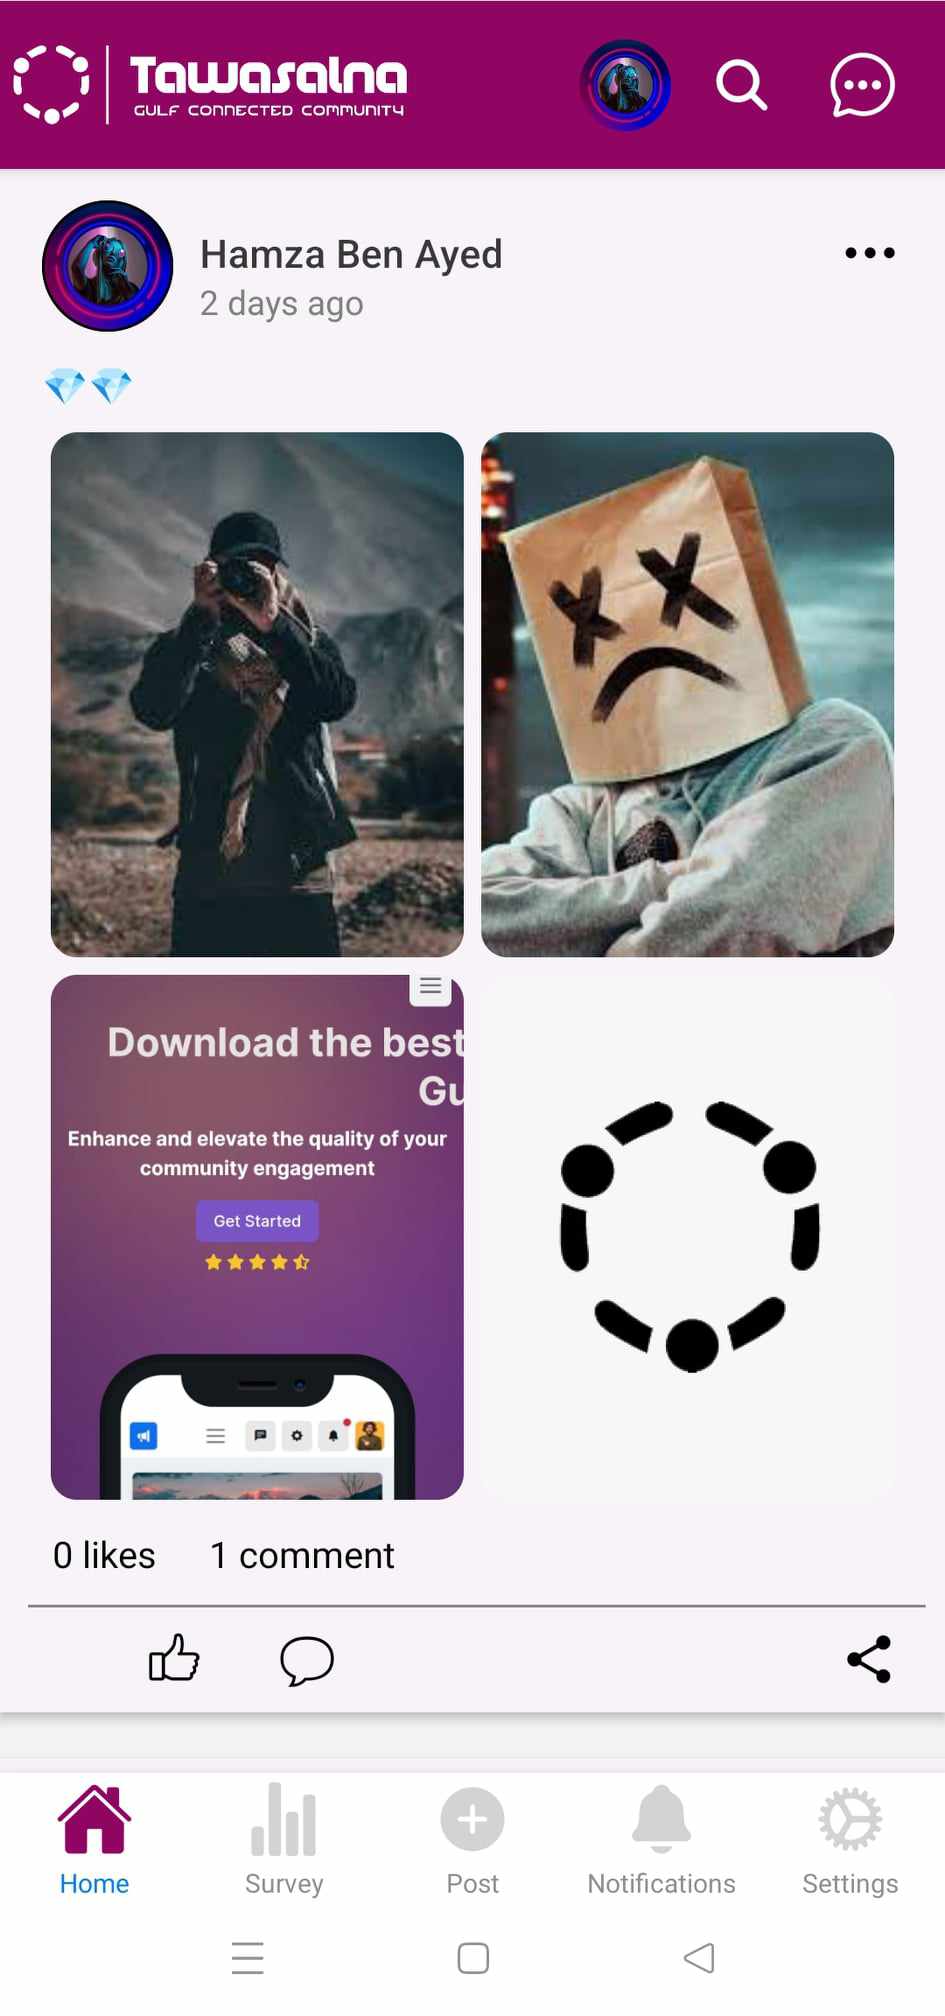 Tawasalna
GULF CONNECTED COMMUNITY
Hamza Ben Ayed
2 days ago
💎💎
Download the best
Gu
Enhance and elevate the quality of your
community engagement
Get Started
0 likes 1 comment
Home Survey Post Notifications Settings